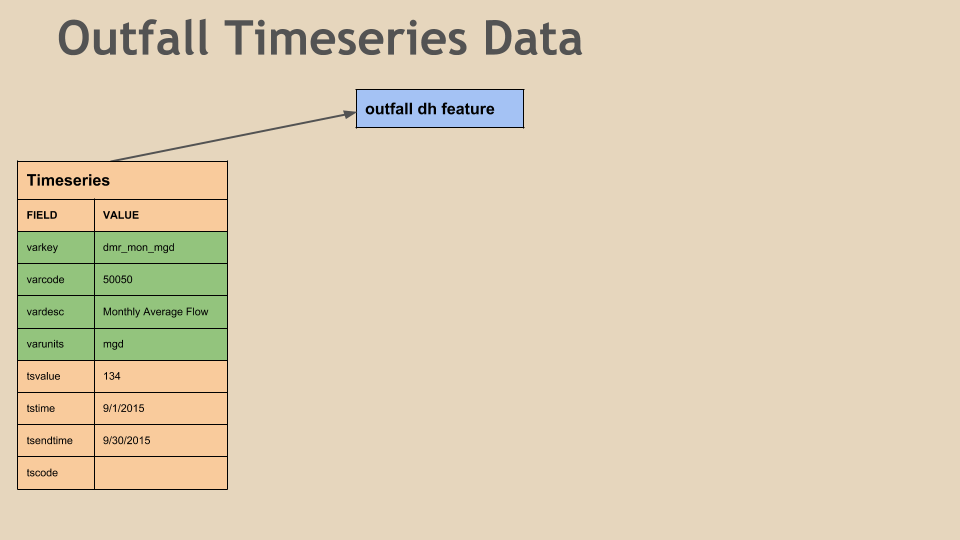 Outfall Timeseries Data
outfall dh feature
Timeseries
FIELD VALUE
varkey dmr_mon_mgd
varcode 50050
vardesc Monthly Average Flow
varunits mgd
tsvalue 134
tstime 9/1/2015
tsendtime 9/30/2015
tscode